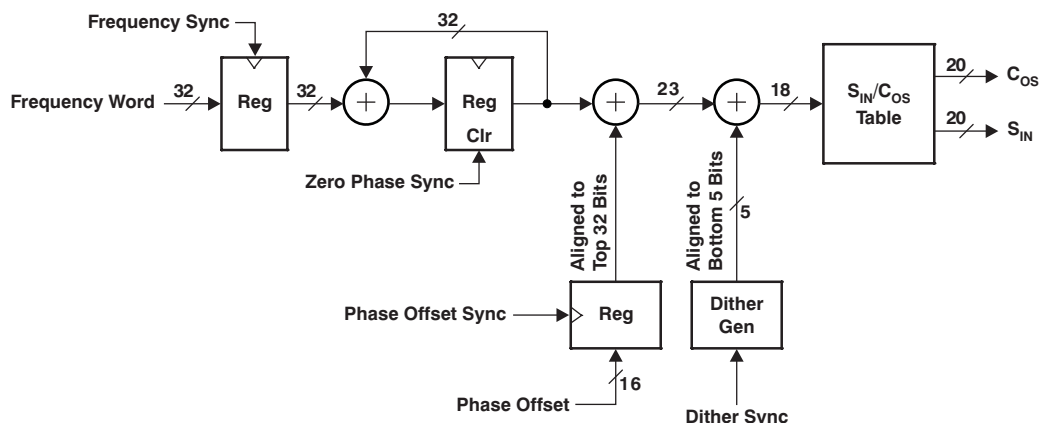 Frequency Sync
Frequency Word
32
Reg
32
32
Reg
Clr
Zero Phase Sync
23
18
SIN/COS
Table
20
COS
20
SIN
Aligned to
Top 32 Bits
Aligned to
Bottom 5 Bits
5
Phase Offset Sync
Reg
Dither
Gen
16
Phase Offset
Dither Sync